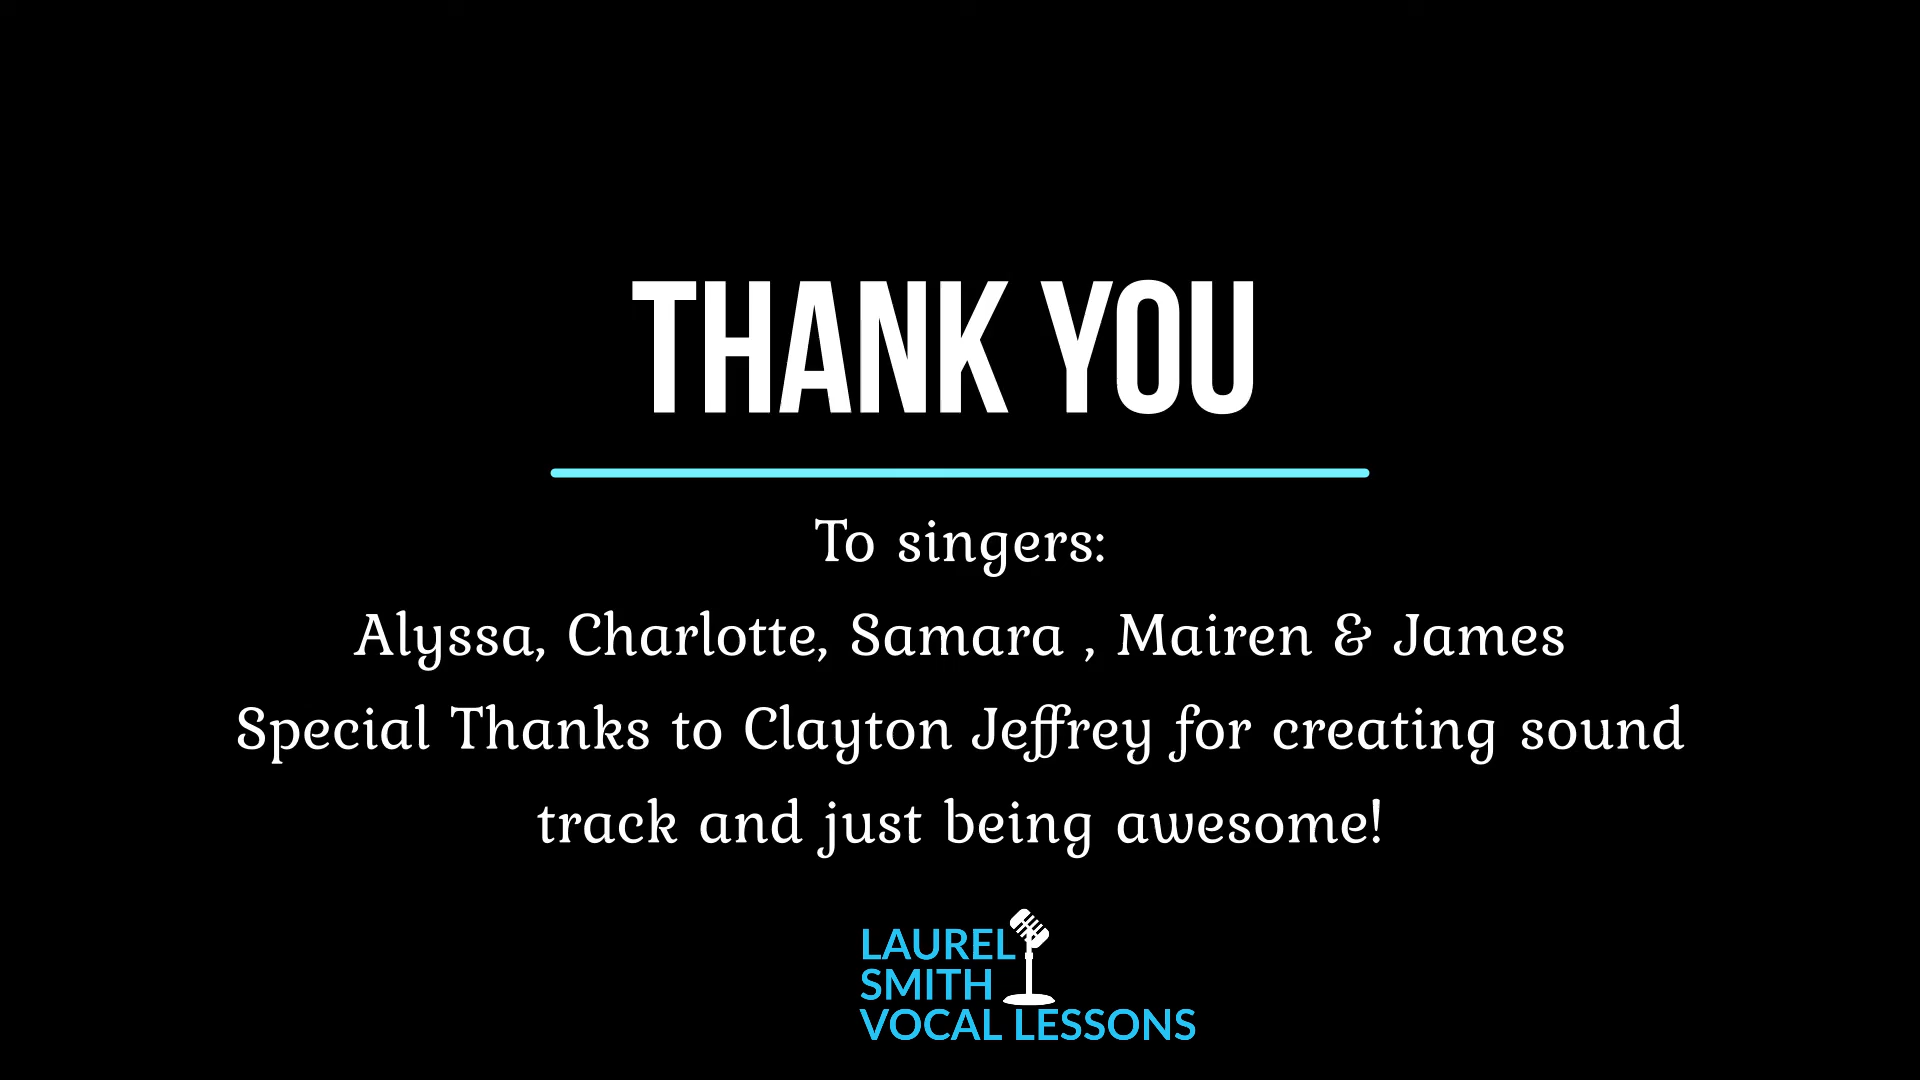 THANK YOU
To singers:
Alyssa, Charlotte, Samara , Mairen & James
Special Thanks to Clayton Jeffrey for creating sound
track and just being awesome!
LAUREL
SMITH
VOCAL LESSONS